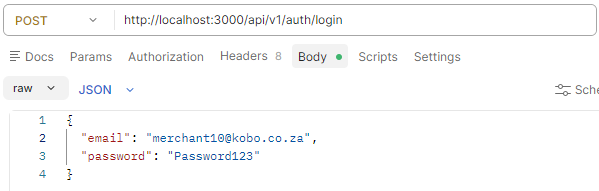 POST http://localhost:3000/api/v1/auth/login
Docs Params Authorization Headers 8 Body Scripts Settings
raw JSON Sche
1 {
2 "email": "merchant10@kobo.co.za",
3 "password": "Password123"
4 }